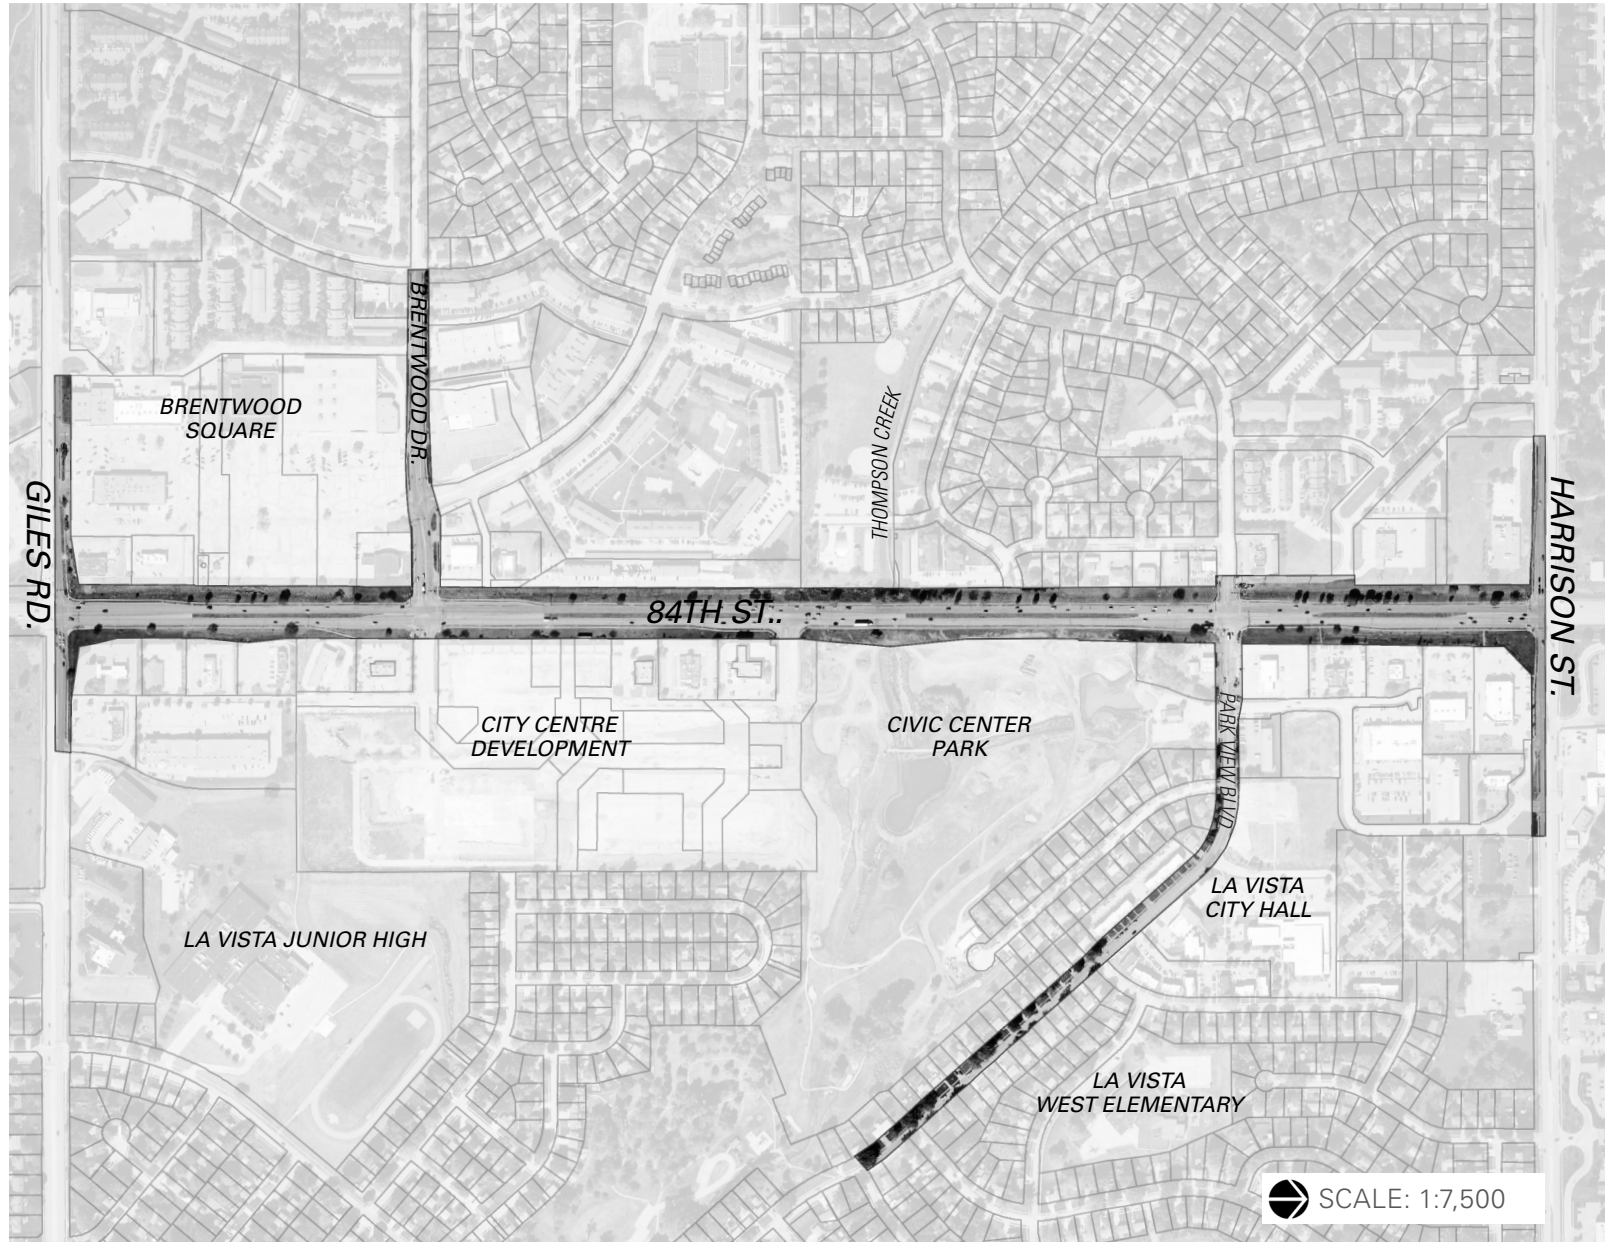 BRENTWOOD DR.
BRENTWOOD
SQUARE
THOMPSON CREEK
GILES RD.
HARRISON ST.
84TH ST..
CITY CENTRE
DEVELOPMENT
CIVIC CENTER
PARK
PARK VIEW BLVD
LA VISTA
CITY HALL
LA VISTA JUNIOR HIGH
LA VISTA
WEST ELEMENTARY
SCALE: 1:7,500